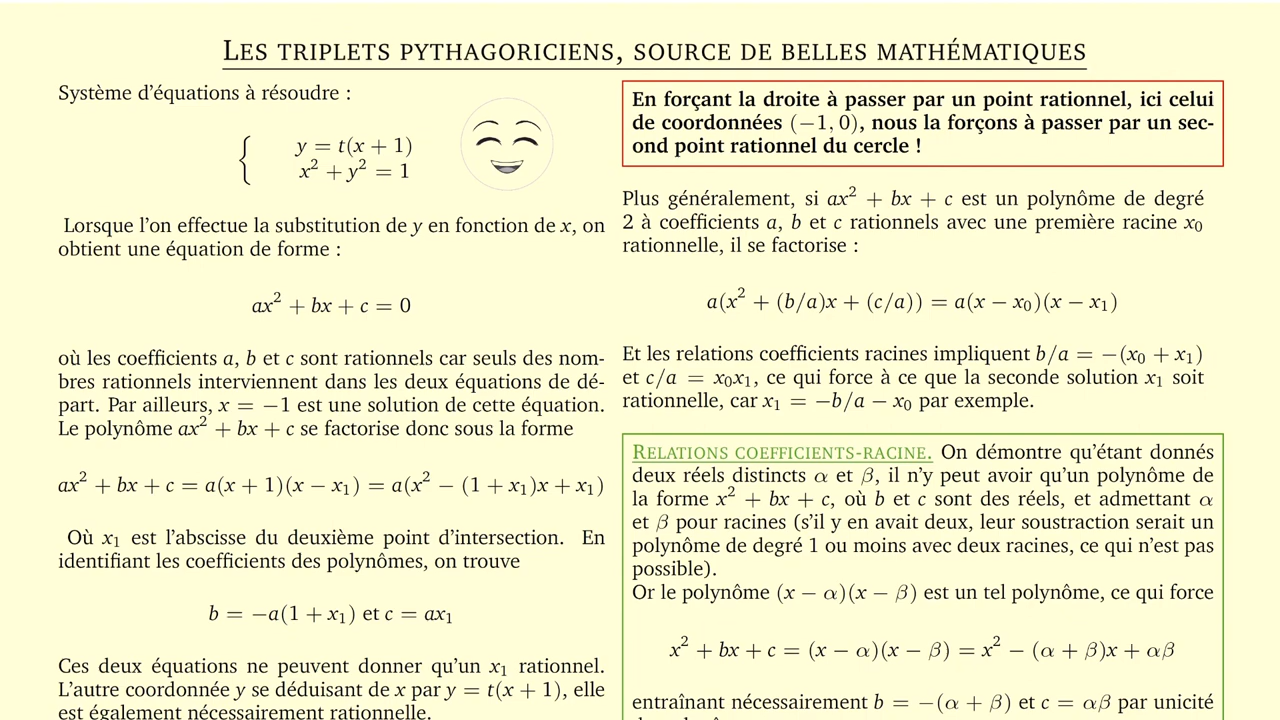 LES TRIPLETS PYTHAGORICIENS, SOURCE DE BELLES MATHÉMATIQUES
Système d'équations à résoudre :
y = t(x + 1)
x² + y² = 1
Lorsque l'on effectue la substitution de y en fonction de x, on
obtient une équation de forme :
ax² + bx + c = 0
où les coefficients a, b et c sont rationnels car seuls des nom-
bres rationnels interviennent dans les deux équations de dé-
part. Par ailleurs, x = −1 est une solution de cette équation.
Le polynôme ax² + bx + c se factorise donc sous la forme
ax² + bx + c = a(x + 1)(x − x₁) = a(x² − (1 + x₁)x + x₁)
Où x₁ est l'abscisse du deuxième point d'intersection. En
identifiant les coefficients des polynômes, on trouve
b = −a(1 + x₁) et c = ax₁
Ces deux équations ne peuvent donner qu'un x₁ rationnel.
L'autre coordonnée y se déduisant de x par y = t(x + 1), elle
est également nécessairement rationnelle.
En forçant la droite à passer par un point rationnel, ici celui
de coordonnées (−1, 0), nous la forçons à passer par un sec-
ond point rationnel du cercle !
Plus généralement, si ax² + bx + c est un polynôme de degré
2 à coefficients a, b et c rationnels avec une première racine x₀
rationnelle, il se factorise :
a(x² + (b/a)x + (c/a)) = a(x − x₀)(x − x₁)
Et les relations coefficients racines impliquent b/a = −(x₀ + x₁)
et c/a = x₀x₁, ce qui force à ce que la seconde solution x₁ soit
rationnelle, car x₁ = −b/a − x₀ par exemple.
RELATIONS COEFFICIENTS-RACINE. On démontre qu'étant donnés
deux réels distincts α et β, il n'y peut avoir qu'un polynôme de
la forme x² + bx + c, où b et c sont des réels, et admettant α
et β pour racines (s'il y en avait deux, leur soustraction serait un
polynôme de degré 1 ou moins avec deux racines, ce qui n'est pas
possible).
Or le polynôme (x − α)(x − β) est un tel polynôme, ce qui force
x² + bx + c = (x − α)(x − β) = x² − (α + β)x + αβ
entraînant nécessairement b = −(α + β) et c = αβ par unicité